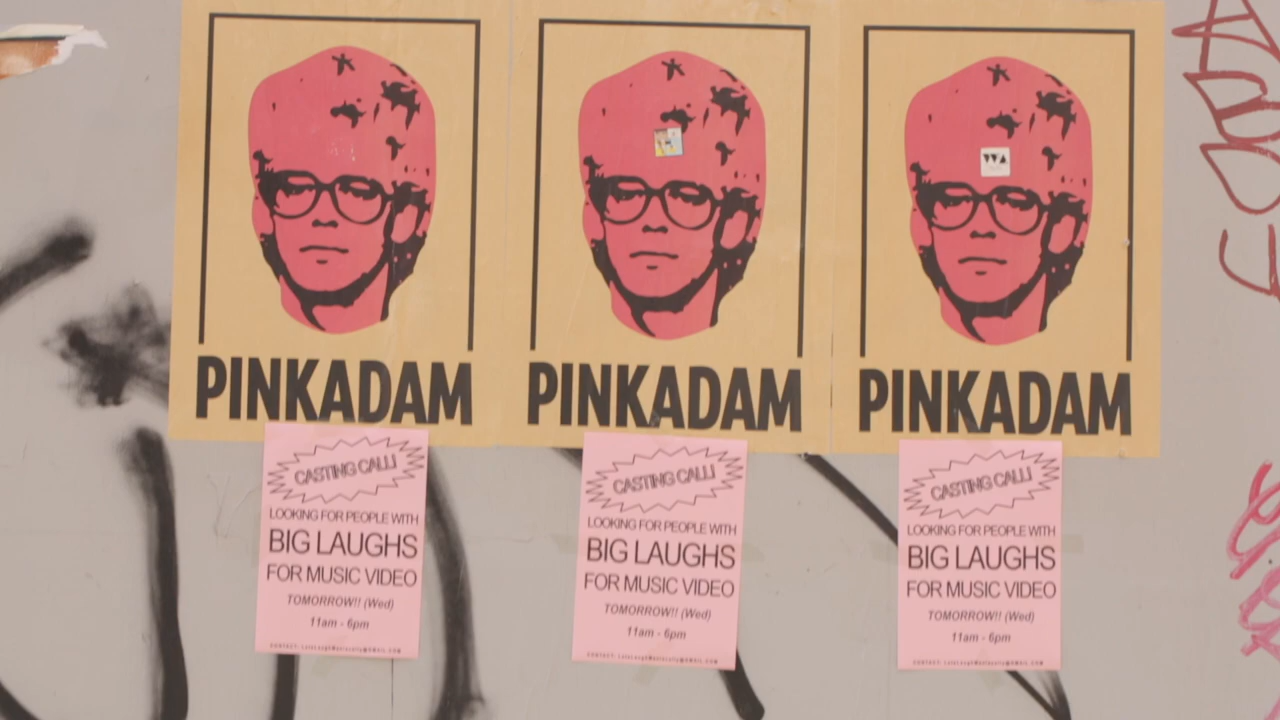 PINKADAM
PINKADAM
PINKADAM
CASTING CALL!
LOOKING FOR PEOPLE WITH
BIG LAUGHS
FOR MUSIC VIDEO
TOMORROW!! (Wed)
11am - 6pm
CASTING CALL!
LOOKING FOR PEOPLE WITH
BIG LAUGHS
FOR MUSIC VIDEO
TOMORROW!! (Wed)
11am - 6pm
CASTING CALL!
LOOKING FOR PEOPLE WITH
BIG LAUGHS
FOR MUSIC VIDEO
TOMORROW!! (Wed)
11am - 6pm